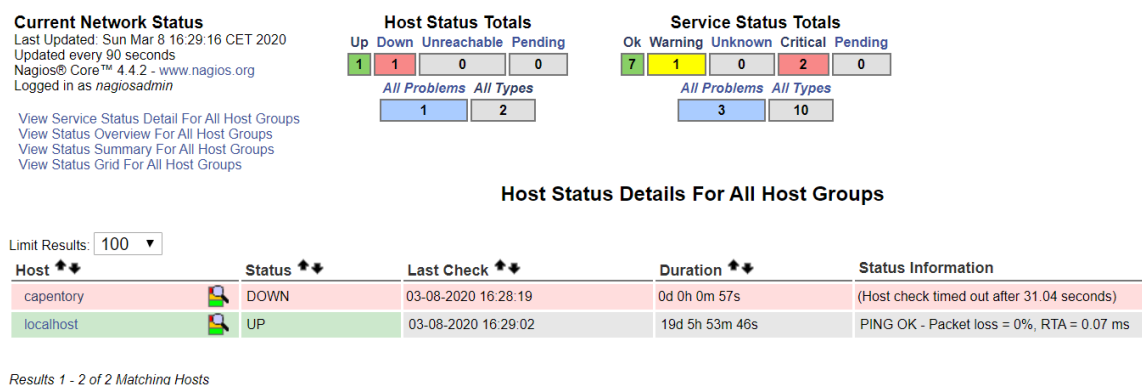 Current Network Status
Last Updated: Sun Mar 8 16:29:16 CET 2020
Updated every 90 seconds
Nagios® Core™ 4.4.2 - www.nagios.org
Logged in as nagiosadmin
View Service Status Detail For All Host Groups
View Status Overview For All Host Groups
View Status Summary For All Host Groups
View Status Grid For All Host Groups
Host Status Totals
Up Down Unreachable Pending
1 1 0 0
All Problems All Types
1 2
Service Status Totals
Ok Warning Unknown Critical Pending
7 1 0 2 0
All Problems All Types
3 10
Host Status Details For All Host Groups
Limit Results: 100
Host Status Last Check Duration Status Information
capentory DOWN 03-08-2020 16:28:19 0d 0h 0m 57s (Host check timed out after 31.04 seconds)
localhost UP 03-08-2020 16:29:02 19d 5h 53m 46s PING OK - Packet loss = 0%, RTA = 0.07 ms
Results 1 - 2 of 2 Matching Hosts